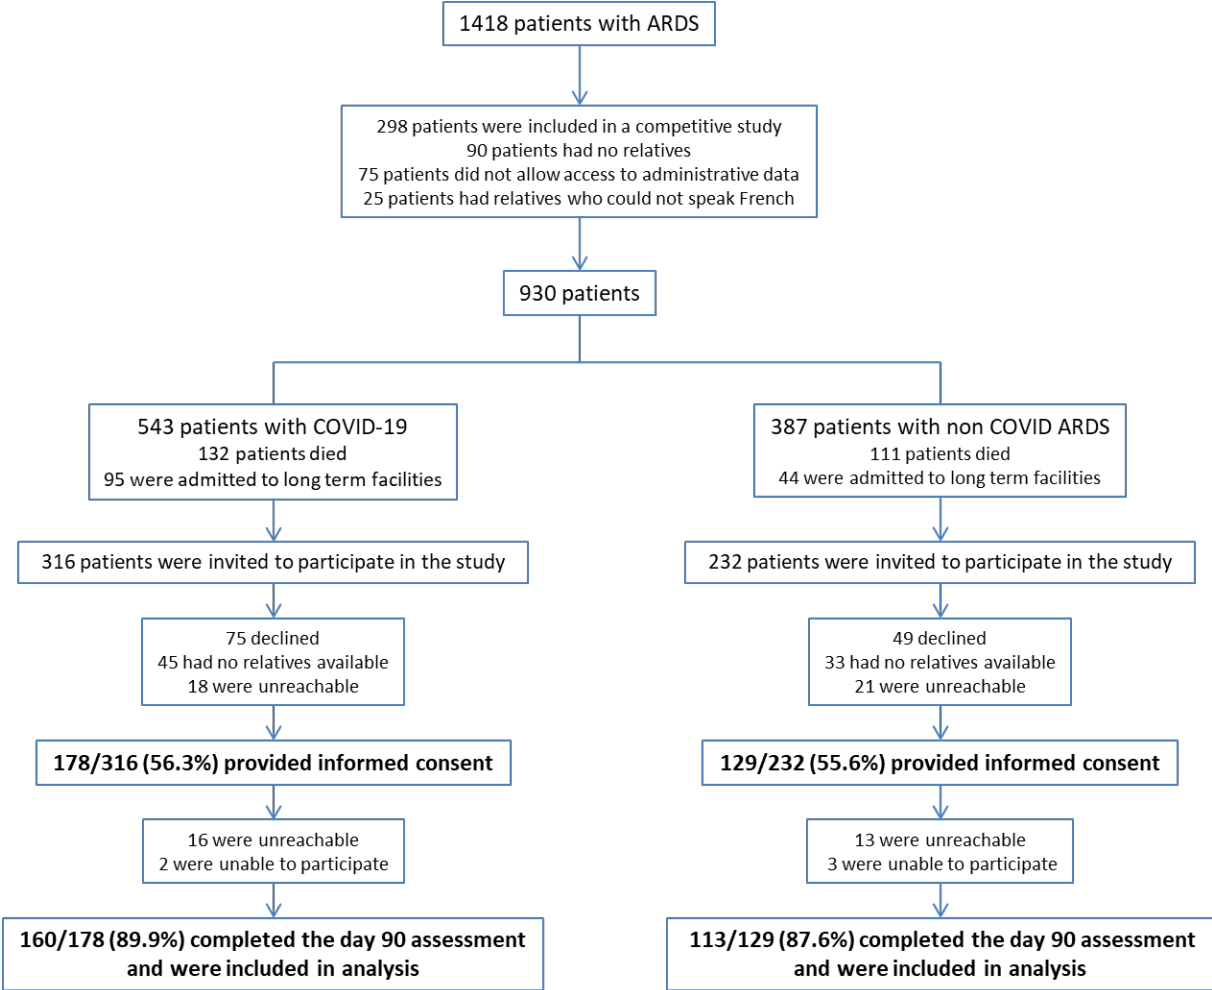 1418 patients with ARDS
298 patients were included in a competitive study
90 patients had no relatives
75 patients did not allow access to administrative data
25 patients had relatives who could not speak French
930 patients
543 patients with COVID-19
132 patients died
95 were admitted to long term facilities
387 patients with non COVID ARDS
111 patients died
44 were admitted to long term facilities
316 patients were invited to participate in the study
232 patients were invited to participate in the study
75 declined
45 had no relatives available
18 were unreachable
49 declined
33 had no relatives available
21 were unreachable
178/316 (56.3%) provided informed consent
129/232 (55.6%) provided informed consent
16 were unreachable
2 were unable to participate
13 were unreachable
3 were unable to participate
160/178 (89.9%) completed the day 90 assessment
and were included in analysis
113/129 (87.6%) completed the day 90 assessment
and were included in analysis